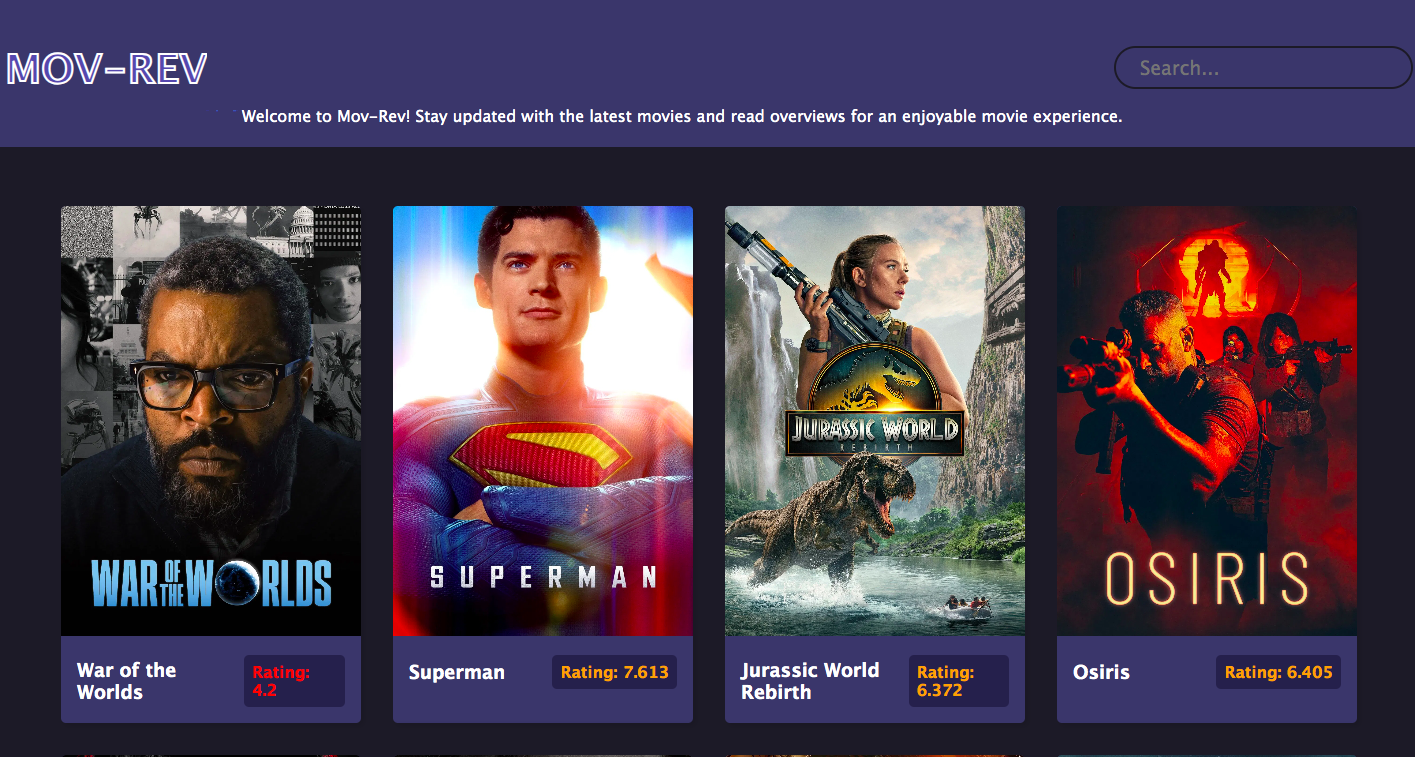 MOV-REV
Search...
Welcome to Mov-Rev! Stay updated with the latest movies and read overviews for an enjoyable movie experience.
WAR OF THE WORLDS
SUPERMAN
JURASSIC WORLD
REBIRTH
OSIRIS
War of the
Worlds
Rating:
4.2
Superman
Rating: 7.613
Jurassic World
Rebirth
Rating:
6.372
Osiris
Rating: 6.405